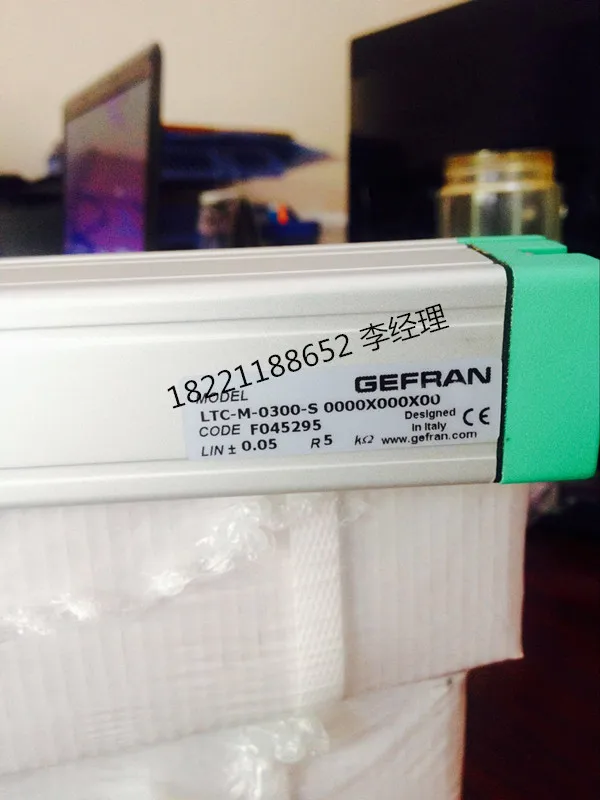 18221188652 李经理
GEFRAN
MODEL
LTC-M-0300-S 0000X000X00
CODE F045295
Designed
in Italy
CE
LIN ± 0.05 R 5 kΩ www.gefran.com